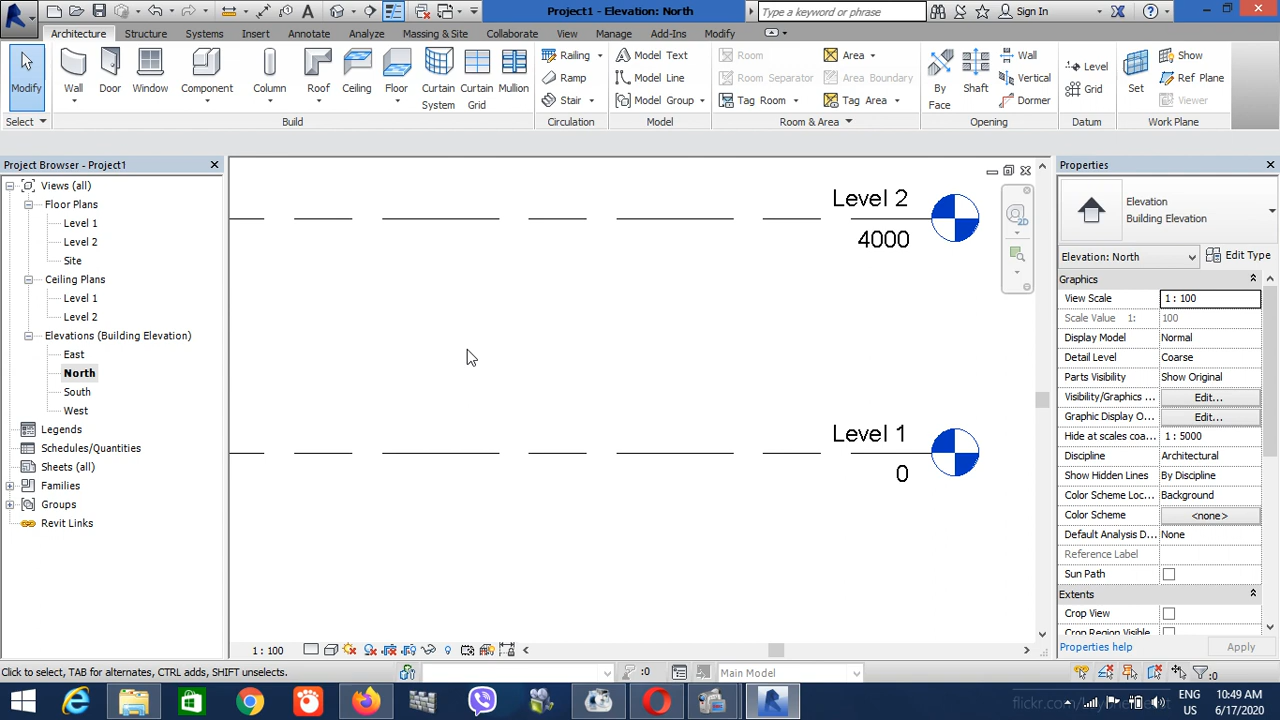 Project1 - Elevation: North
Type a keyword or phrase
Sign In
Architecture Structure Systems Insert Annotate Analyze Massing & Site Collaborate View Manage Add-Ins Modify
Modify
Wall
Door
Window
Component
Column
Roof
Ceiling
Floor
Curtain System
Curtain Grid
Mullion
Railing
Ramp
Stair
Model Text
Model Line
Model Group
Room
Room Separator
Tag Room
Area
Area Boundary
Tag Area
By Face
Shaft
Wall
Vertical
Dormer
Level
Grid
Set
Show
Ref Plane
Viewer
Select Build Circulation Model Room & Area Opening Datum Work Plane
Project Browser - Project1
Views (all)
Floor Plans
Level 1
Level 2
Site
Ceiling Plans
Level 1
Level 2
Elevations (Building Elevation)
East
North
South
West
Legends
Schedules/Quantities
Sheets (all)
Families
Groups
Revit Links
Level 2
4000
Level 1
0
2D
Properties
Elevation
Building Elevation
Elevation: North Edit Type
Graphics
View Scale 1 : 100
Scale Value 1: 100
Display Model Normal
Detail Level Coarse
Parts Visibility Show Original
Visibility/Graphics ... Edit...
Graphic Display O... Edit...
Hide at scales coa... 1 : 5000
Discipline Architectural
Show Hidden Lines By Discipline
Color Scheme Loc... Background
Color Scheme <none>
Default Analysis D... None
Reference Label
Sun Path
Extents
Crop View
Crop Region Visible
Properties help Apply
1 : 100
Click to select, TAB for alternates, CTRL adds, SHIFT unselects.
:0
Main Model
:0
ENG
US
10:49 AM
6/17/2020